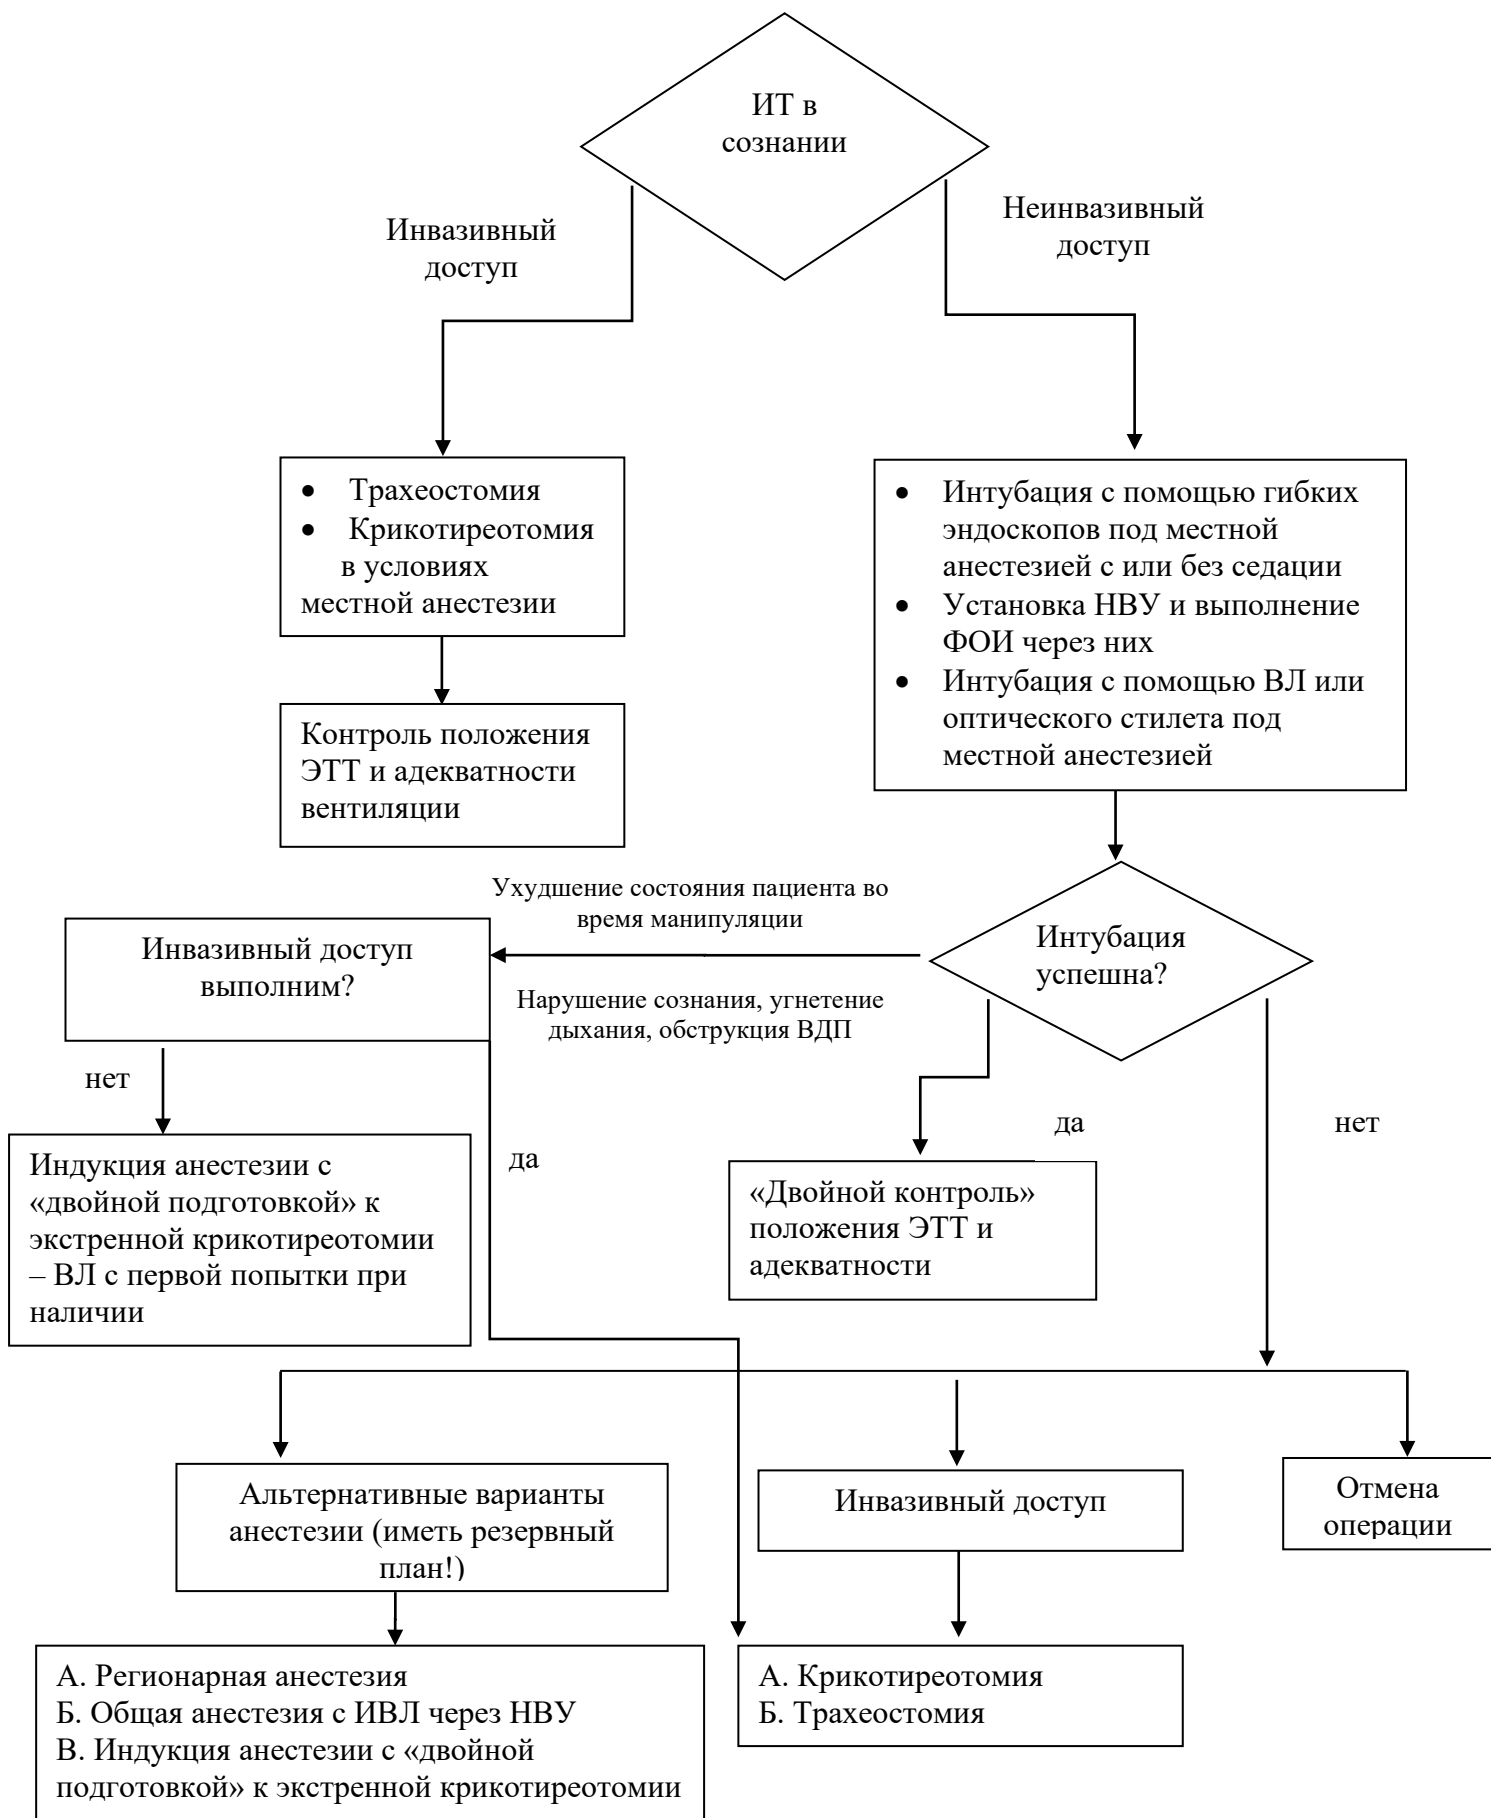 ИТ в
сознании
Инвазивный
доступ
Неинвазивный
доступ
• Трахеостомия
• Крикотиреотомия
в условиях
местной анестезии
• Интубация с помощью гибких
эндоскопов под местной
анестезией с или без седации
• Установка НВУ и выполнение
ФОИ через них
• Интубация с помощью ВЛ или
оптического стилета под
местной анестезией
Контроль положения
ЭТТ и адекватности
вентиляции
Ухудшение состояния пациента во
время манипуляции
Интубация
успешна?
Инвазивный доступ
выполним?
Нарушение сознания, угнетение
дыхания, обструкция ВДП
нет
да
да
нет
Индукция анестезии с
«двойной подготовкой» к
экстренной крикотиреотомии
– ВЛ с первой попытки при
наличии
«Двойной контроль»
положения ЭТТ и
адекватности
Альтернативные варианты
анестезии (иметь резервный
план!)
Инвазивный доступ
Отмена
операции
А. Регионарная анестезия
Б. Общая анестезия с ИВЛ через НВУ
В. Индукция анестезии с «двойной
подготовкой» к экстренной крикотиреотомии
А. Крикотиреотомия
Б. Трахеостомия